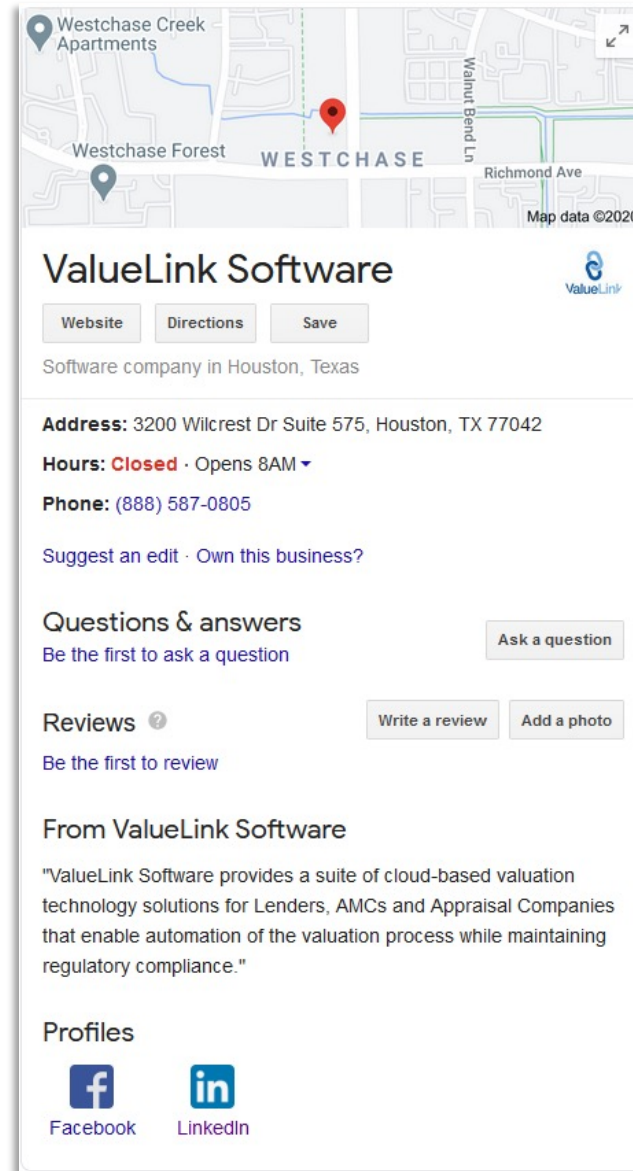 Westchase Creek
Apartments
Walnut Bend Ln
Westchase Forest
WESTCHASE
Richmond Ave
Map data ©2020
ValueLink Software
ValueLink
Website Directions Save
Software company in Houston, Texas
Address: 3200 Wilcrest Dr Suite 575, Houston, TX 77042
Hours: Closed · Opens 8AM
Phone: (888) 587-0805
Suggest an edit · Own this business?
Questions & answers
Ask a question
Be the first to ask a question
Reviews ?
Write a review Add a photo
Be the first to review
From ValueLink Software
"ValueLink Software provides a suite of cloud-based valuation
technology solutions for Lenders, AMCs and Appraisal Companies
that enable automation of the valuation process while maintaining
regulatory compliance."
Profiles
f in
Facebook LinkedIn